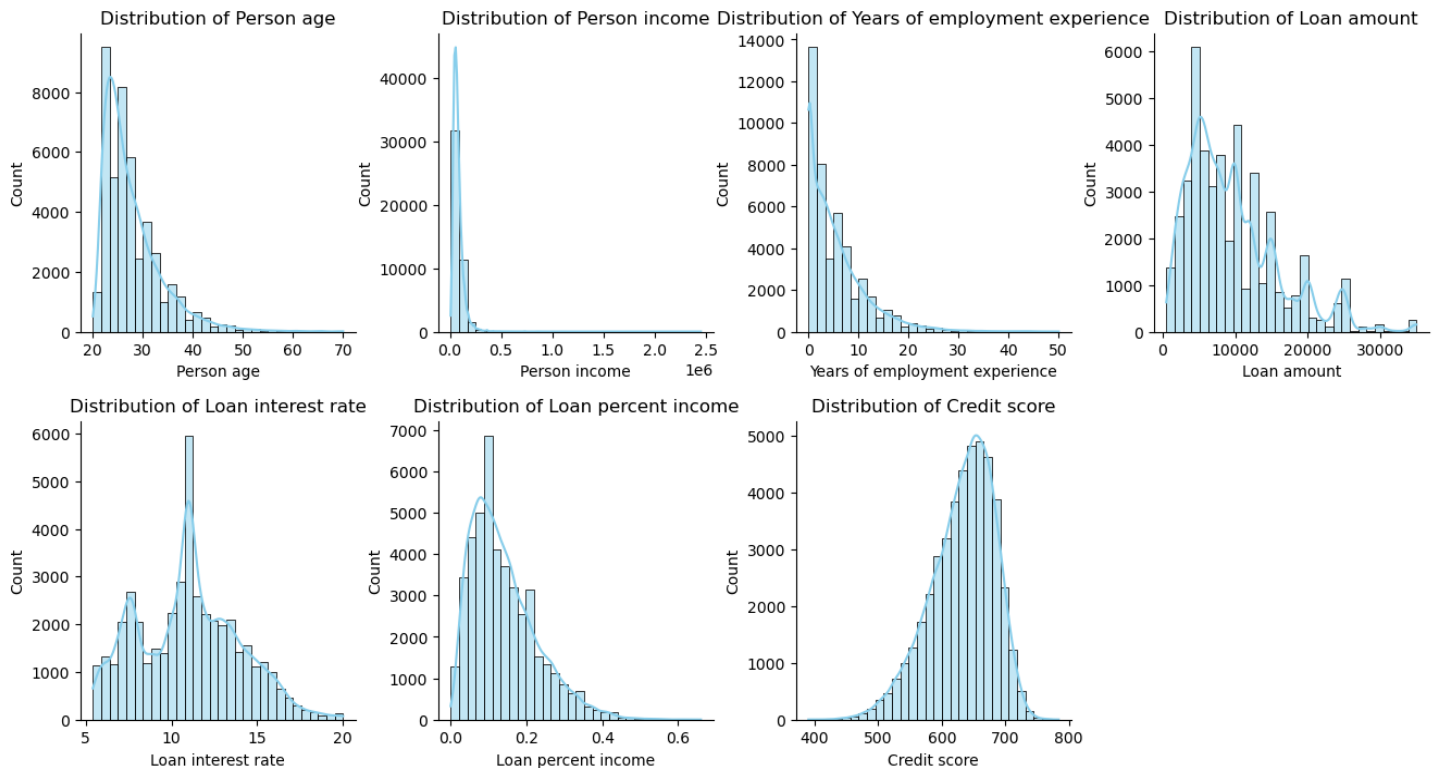 Distribution of Person age
Distribution of Person income
Distribution of Years of employment experience
Distribution of Loan amount
Count
8000
6000
4000
2000
0
20 30 40 50 60 70
Person age
Count
40000
30000
20000
10000
0
0.0 0.5 1.0 1.5 2.0 2.5
1e6
Person income
Count
14000
12000
10000
8000
6000
4000
2000
0
0 10 20 30 40 50
Years of employment experience
Count
6000
5000
4000
3000
2000
1000
0
0 10000 20000 30000
Loan amount
Distribution of Loan interest rate
Distribution of Loan percent income
Distribution of Credit score
Count
6000
5000
4000
3000
2000
1000
0
5 10 15 20
Loan interest rate
Count
7000
6000
5000
4000
3000
2000
1000
0
0.0 0.2 0.4 0.6
Loan percent income
Count
5000
4000
3000
2000
1000
0
400 500 600 700 800
Credit score